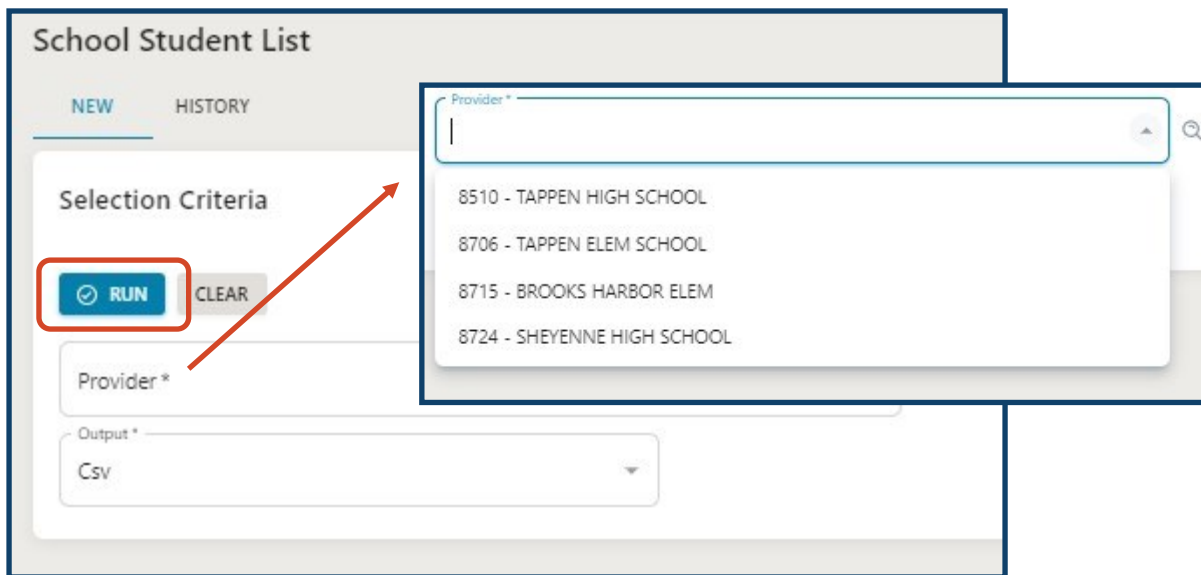 School Student List
NEW HISTORY
Selection Criteria
RUN CLEAR
Provider *
Output *
Csv
Provider *
8510 - TAPPEN HIGH SCHOOL
8706 - TAPPEN ELEM SCHOOL
8715 - BROOKS HARBOR ELEM
8724 - SHEYENNE HIGH SCHOOL